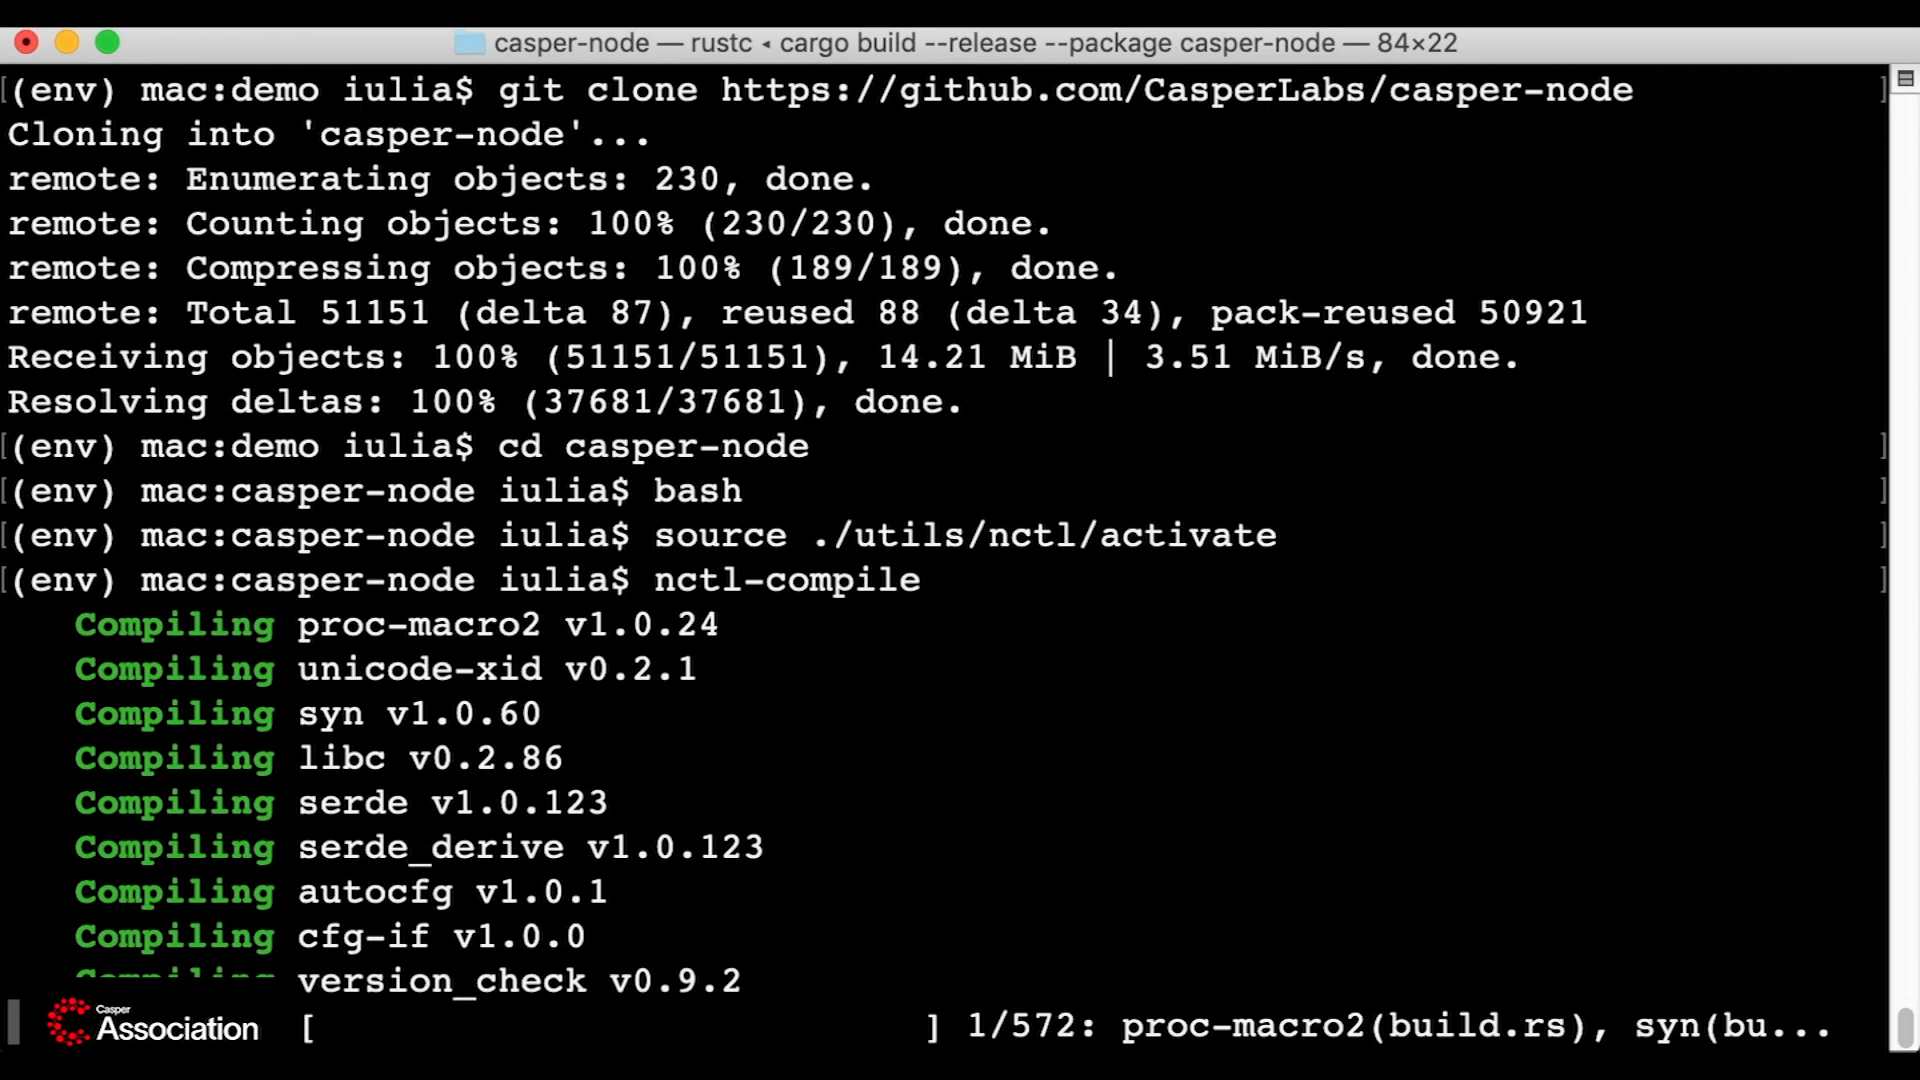 casper-node — rustc ◂ cargo build --release --package casper-node — 84×22
[(env) mac:demo iulia$ git clone https://github.com/CasperLabs/casper-node ]
Cloning into 'casper-node'...
remote: Enumerating objects: 230, done.
remote: Counting objects: 100% (230/230), done.
remote: Compressing objects: 100% (189/189), done.
remote: Total 51151 (delta 87), reused 88 (delta 34), pack-reused 50921
Receiving objects: 100% (51151/51151), 14.21 MiB | 3.51 MiB/s, done.
Resolving deltas: 100% (37681/37681), done.
[(env) mac:demo iulia$ cd casper-node ]
[(env) mac:casper-node iulia$ bash ]
[(env) mac:casper-node iulia$ source ./utils/nctl/activate ]
[(env) mac:casper-node iulia$ nctl-compile ]
Compiling proc-macro2 v1.0.24
Compiling unicode-xid v0.2.1
Compiling syn v1.0.60
Compiling libc v0.2.86
Compiling serde v1.0.123
Compiling serde_derive v1.0.123
Compiling autocfg v1.0.1
Compiling cfg-if v1.0.0
Compiling version_check v0.9.2
Casper
Association
[ ] 1/572: proc-macro2(build.rs), syn(bu...